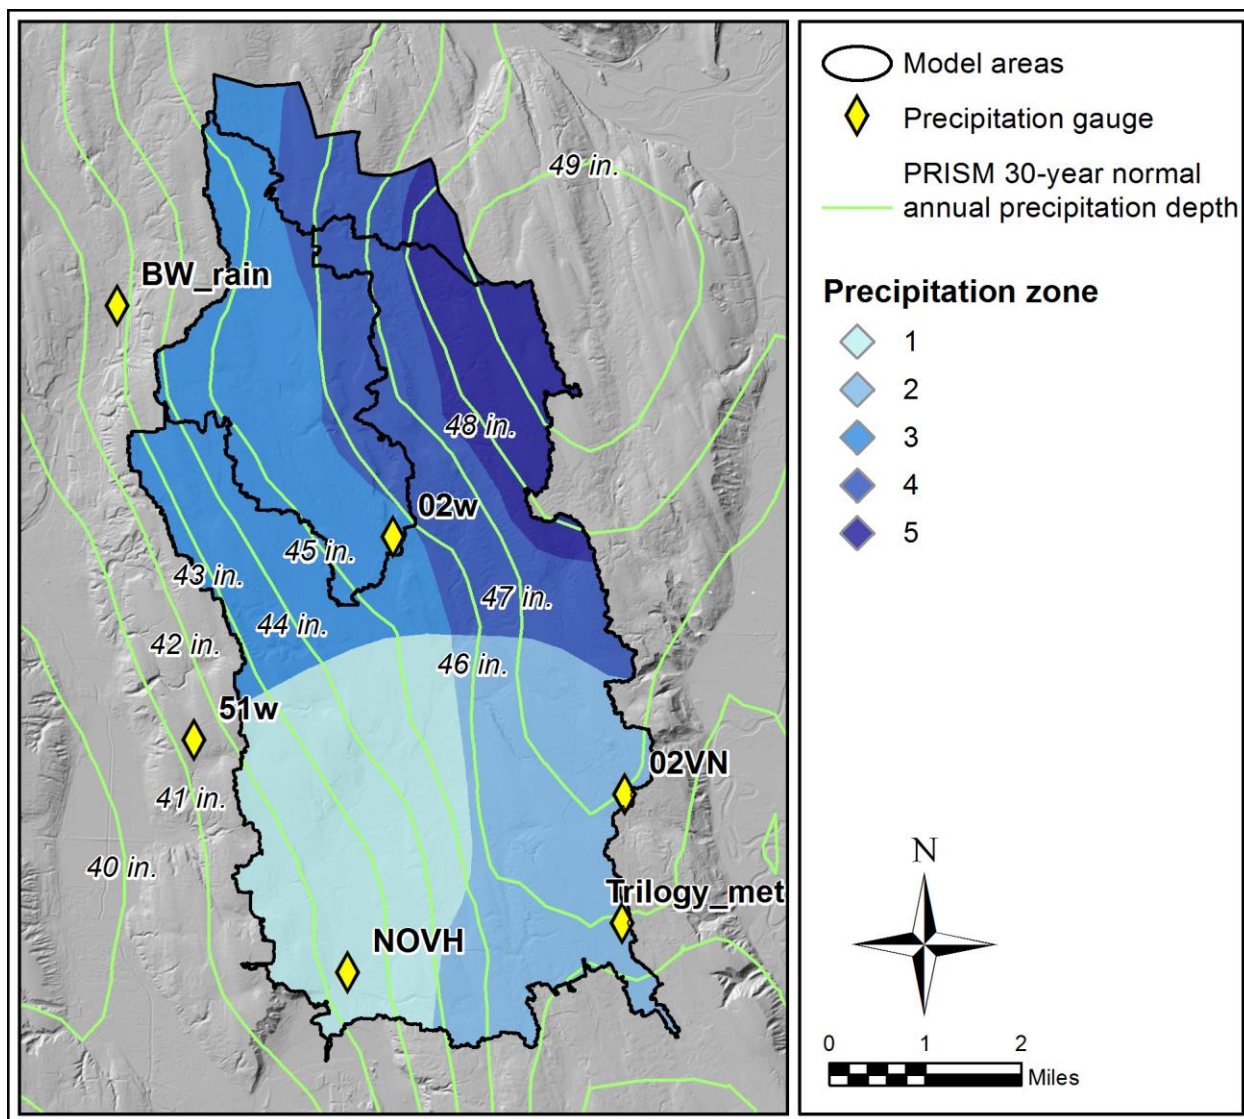 49 in.
BW_rain
48 in.
02w
45 in.
43 in.
47 in.
44 in.
42 in.
46 in.
51w
02VN
41 in.
40 in.
Trilogy_met
NOVH
Model areas
Precipitation gauge
PRISM 30-year normal
annual precipitation depth
Precipitation zone
1
2
3
4
5
N
0 1 2
Miles